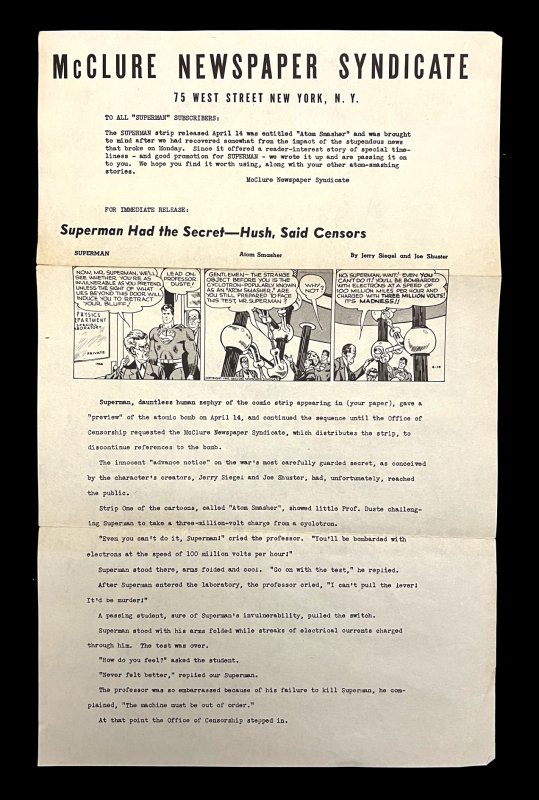 McCLURE NEWSPAPER SYNDICATE
75 WEST STREET NEW YORK, N. Y.
TO ALL "SUPERMAN" SUBSCRIBERS:
The SUPERMAN strip released April 14 was entitled "Atom Smasher" and was brought
to mind after we had recovered somewhat from the impact of the stupendous news
that broke on Monday. Since it offered a reader-interest story of special time-
liness - and good promotion for SUPERMAN - we wrote it up and are passing it on
to you. We hope you find it worth using, along with your other atom-smashing
stories.
McClure Newspaper Syndicate
FOR IMMEDIATE RELEASE:
Superman Had the Secret—Hush, Said Censors
SUPERMAN Atom Smasher By Jerry Siegel and Joe Shuster
NOW, MR. SUPERMAN, WE'LL
SEE WHETHER YOU'RE AS
INVULNERABLE AS YOU PRETEND.
UNLESS THE SIGHT OF WHAT
LIES BEYOND THIS DOOR WILL
INDUCE YOU TO RETRACT
YOUR BLUFF.
LEAD ON,
PROFESSOR
DUSTE!
PHYSICS
DEPARTMENT
LABORATORY
PRIVATE
GENTLEMEN-- THE STRANGE
OBJECT BEFORE YOU IS THE
CYCLOTRON--POPULARLY KNOWN
AS AN "ATOM SMASHER." ARE
YOU STILL PREPARED TO FACE
THIS TEST, MR. SUPERMAN?
WHY
NOT?
NO, SUPERMAN, WAIT! EVEN YOU
CAN'T DO IT! YOU'LL BE BOMBARDED
WITH ELECTRONS AT A SPEED OF
100 MILLION MILES PER HOUR AND
CHARGED WITH THREE MILLION VOLTS!
IT'S MADNESS!!
4-14
Superman, dauntless human zephyr of the comic strip appearing in (your paper), gave a
"preview" of the atomic bomb on April 14, and continued the sequence until the Office of
Censorship requested the McClure Newspaper Syndicate, which distributes the strip, to
discontinue references to the bomb.
The innocent "advance notice" on the war's most carefully guarded secret, as conceived
by the character's creators, Jerry Siegel and Joe Shuster, had, unfortunately, reached
the public.
Strip One of the cartoons, called "Atom Smasher", showed little Prof. Duste challeng-
ing Superman to take a three-million-volt charge from a cyclotron.
"Even you can't do it, Superman!" cried the professor. "You'll be bombarded with
electrons at the speed of 100 million volts per hour!"
Superman stood there, arms folded and cool. "Go on with the test," he replied.
After Superman entered the laboratory, the professor cried, "I can't pull the lever!
It'd be murder!"
A passing student, sure of Superman's invulnerability, pulled the switch.
Superman stood with his arms folded while streaks of electrical currents charged
through him. The test was over.
"How do you feel?" asked the student.
"Never felt better," replied our Superman.
The professor was so embarrassed because of his failure to kill Superman, he com-
plained, "The machine must be out of order."
At that point the Office of Censorship stepped in.